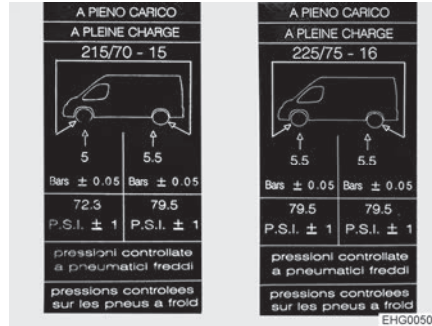 A PIENO CARICO
A PLEINE CHARGE
215/70 - 15
5 5.5
Bars ± 0.05 Bars ± 0.05
72.3 79.5
P.S.I. ± 1 P.S.I. ± 1
pressioni controllate
a pneumatici freddi
pressions controlees
sur les pneus a froid
A PIENO CARICO
A PLEINE CHARGE
225/75 - 16
5.5 5.5
Bars ± 0.05 Bars ± 0.05
79.5 79.5
P.S.I. ± 1 P.S.I. ± 1
pressioni controllate
a pneumatici freddi
pressions controlees
sur les pneus a froid
EHG0050